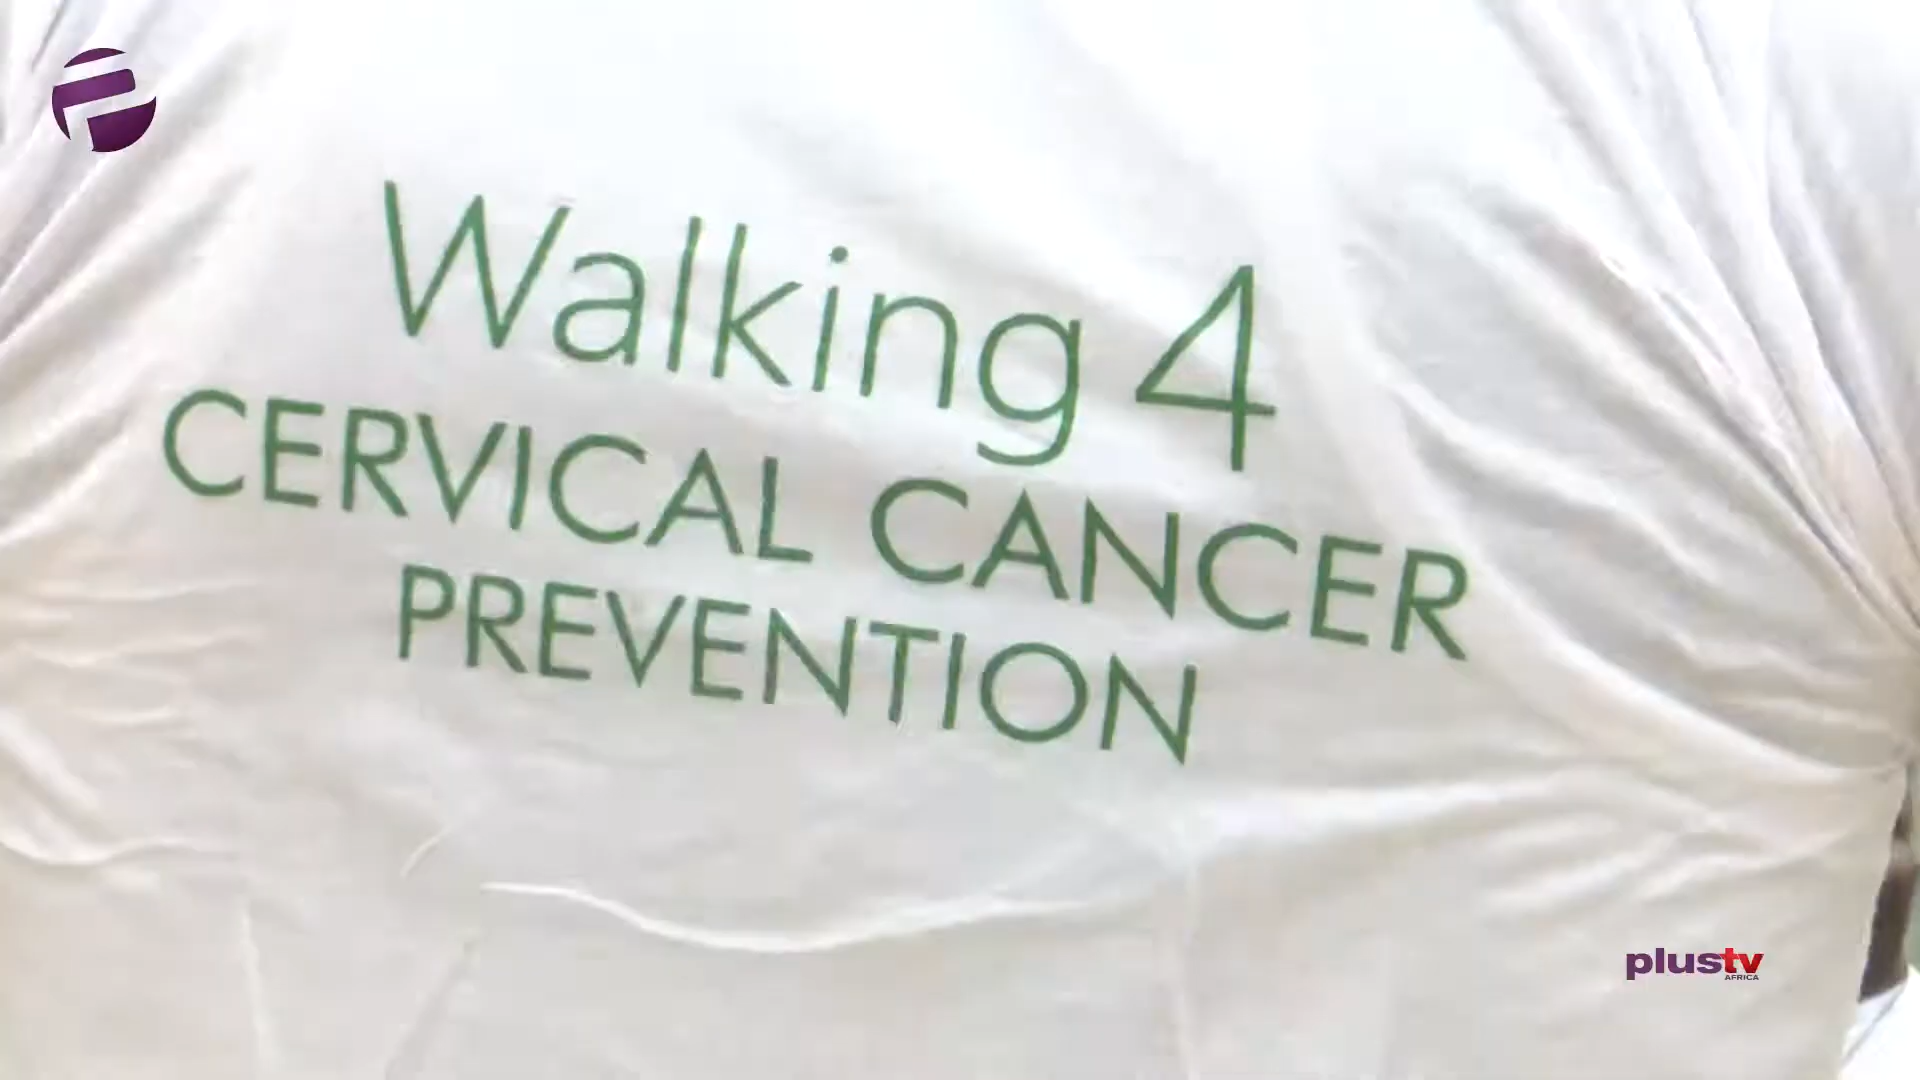 Walking 4
CERVICAL CANCER
PREVENTION
plustv
AFRICA